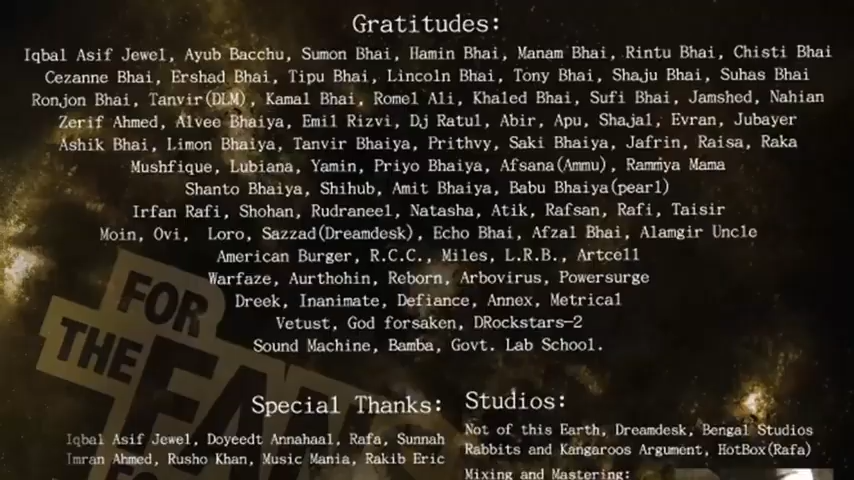 Gratitudes:
Iqbal Asif Jewel, Ayub Bacchu, Sumon Bhai, Hamin Bhai, Manam Bhai, Rintu Bhai, Chisti Bhai
Cezanne Bhai, Ershad Bhai, Tipu Bhai, Lincoln Bhai, Tony Bhai, Shaju Bhai, Suhas Bhai
Ronjon Bhai, Tanvir(DLM), Kamal Bhai, Romel Ali, Khaled Bhai, Sufi Bhai, Jamshed, Nahian
Zerif Ahmed, Alvee Bhaiya, Emil Rizvi, Dj Ratul, Abir, Apu, Shajal, Evran, Jubayer
Ashik Bhai, Limon Bhaiya, Tanvir Bhaiya, Prithvy, Saki Bhaiya, Jafrin, Raisa, Raka
Mushfique, Lubiana, Yamin, Priyo Bhaiya, Afsana(Ammu), Rammiya Mama
Shanto Bhaiya, Shihub, Amit Bhaiya, Babu Bhaiya(pearl)
Irfan Rafi, Shohan, Rudraneel, Natasha, Atik, Rafsan, Rafi, Taisir
Moin, Ovi, Loro, Sazzad(Dreamdesk), Echo Bhai, Afzal Bhai, Alamgir Uncle
American Burger, R.C.C., Miles, L.R.B., Artcell
Warfaze, Aurthohin, Reborn, Arbovirus, Powersurge
Dreek, Inanimate, Defiance, Annex, Metrical
Vetust, God forsaken, DRockstars-2
Sound Machine, Bamba, Govt. Lab School.
FOR
THE
FANS
Special Thanks:
Iqbal Asif Jewel, Doyeedt Annahaal, Rafa, Sunnah
Imran Ahmed, Rusho Khan, Music Mania, Rakib Eric
Studios:
Not of this Earth, Dreamdesk, Bengal Studios
Rabbits and Kangaroos Argument, HotBox(Rafa)
Mixing and Mastering: